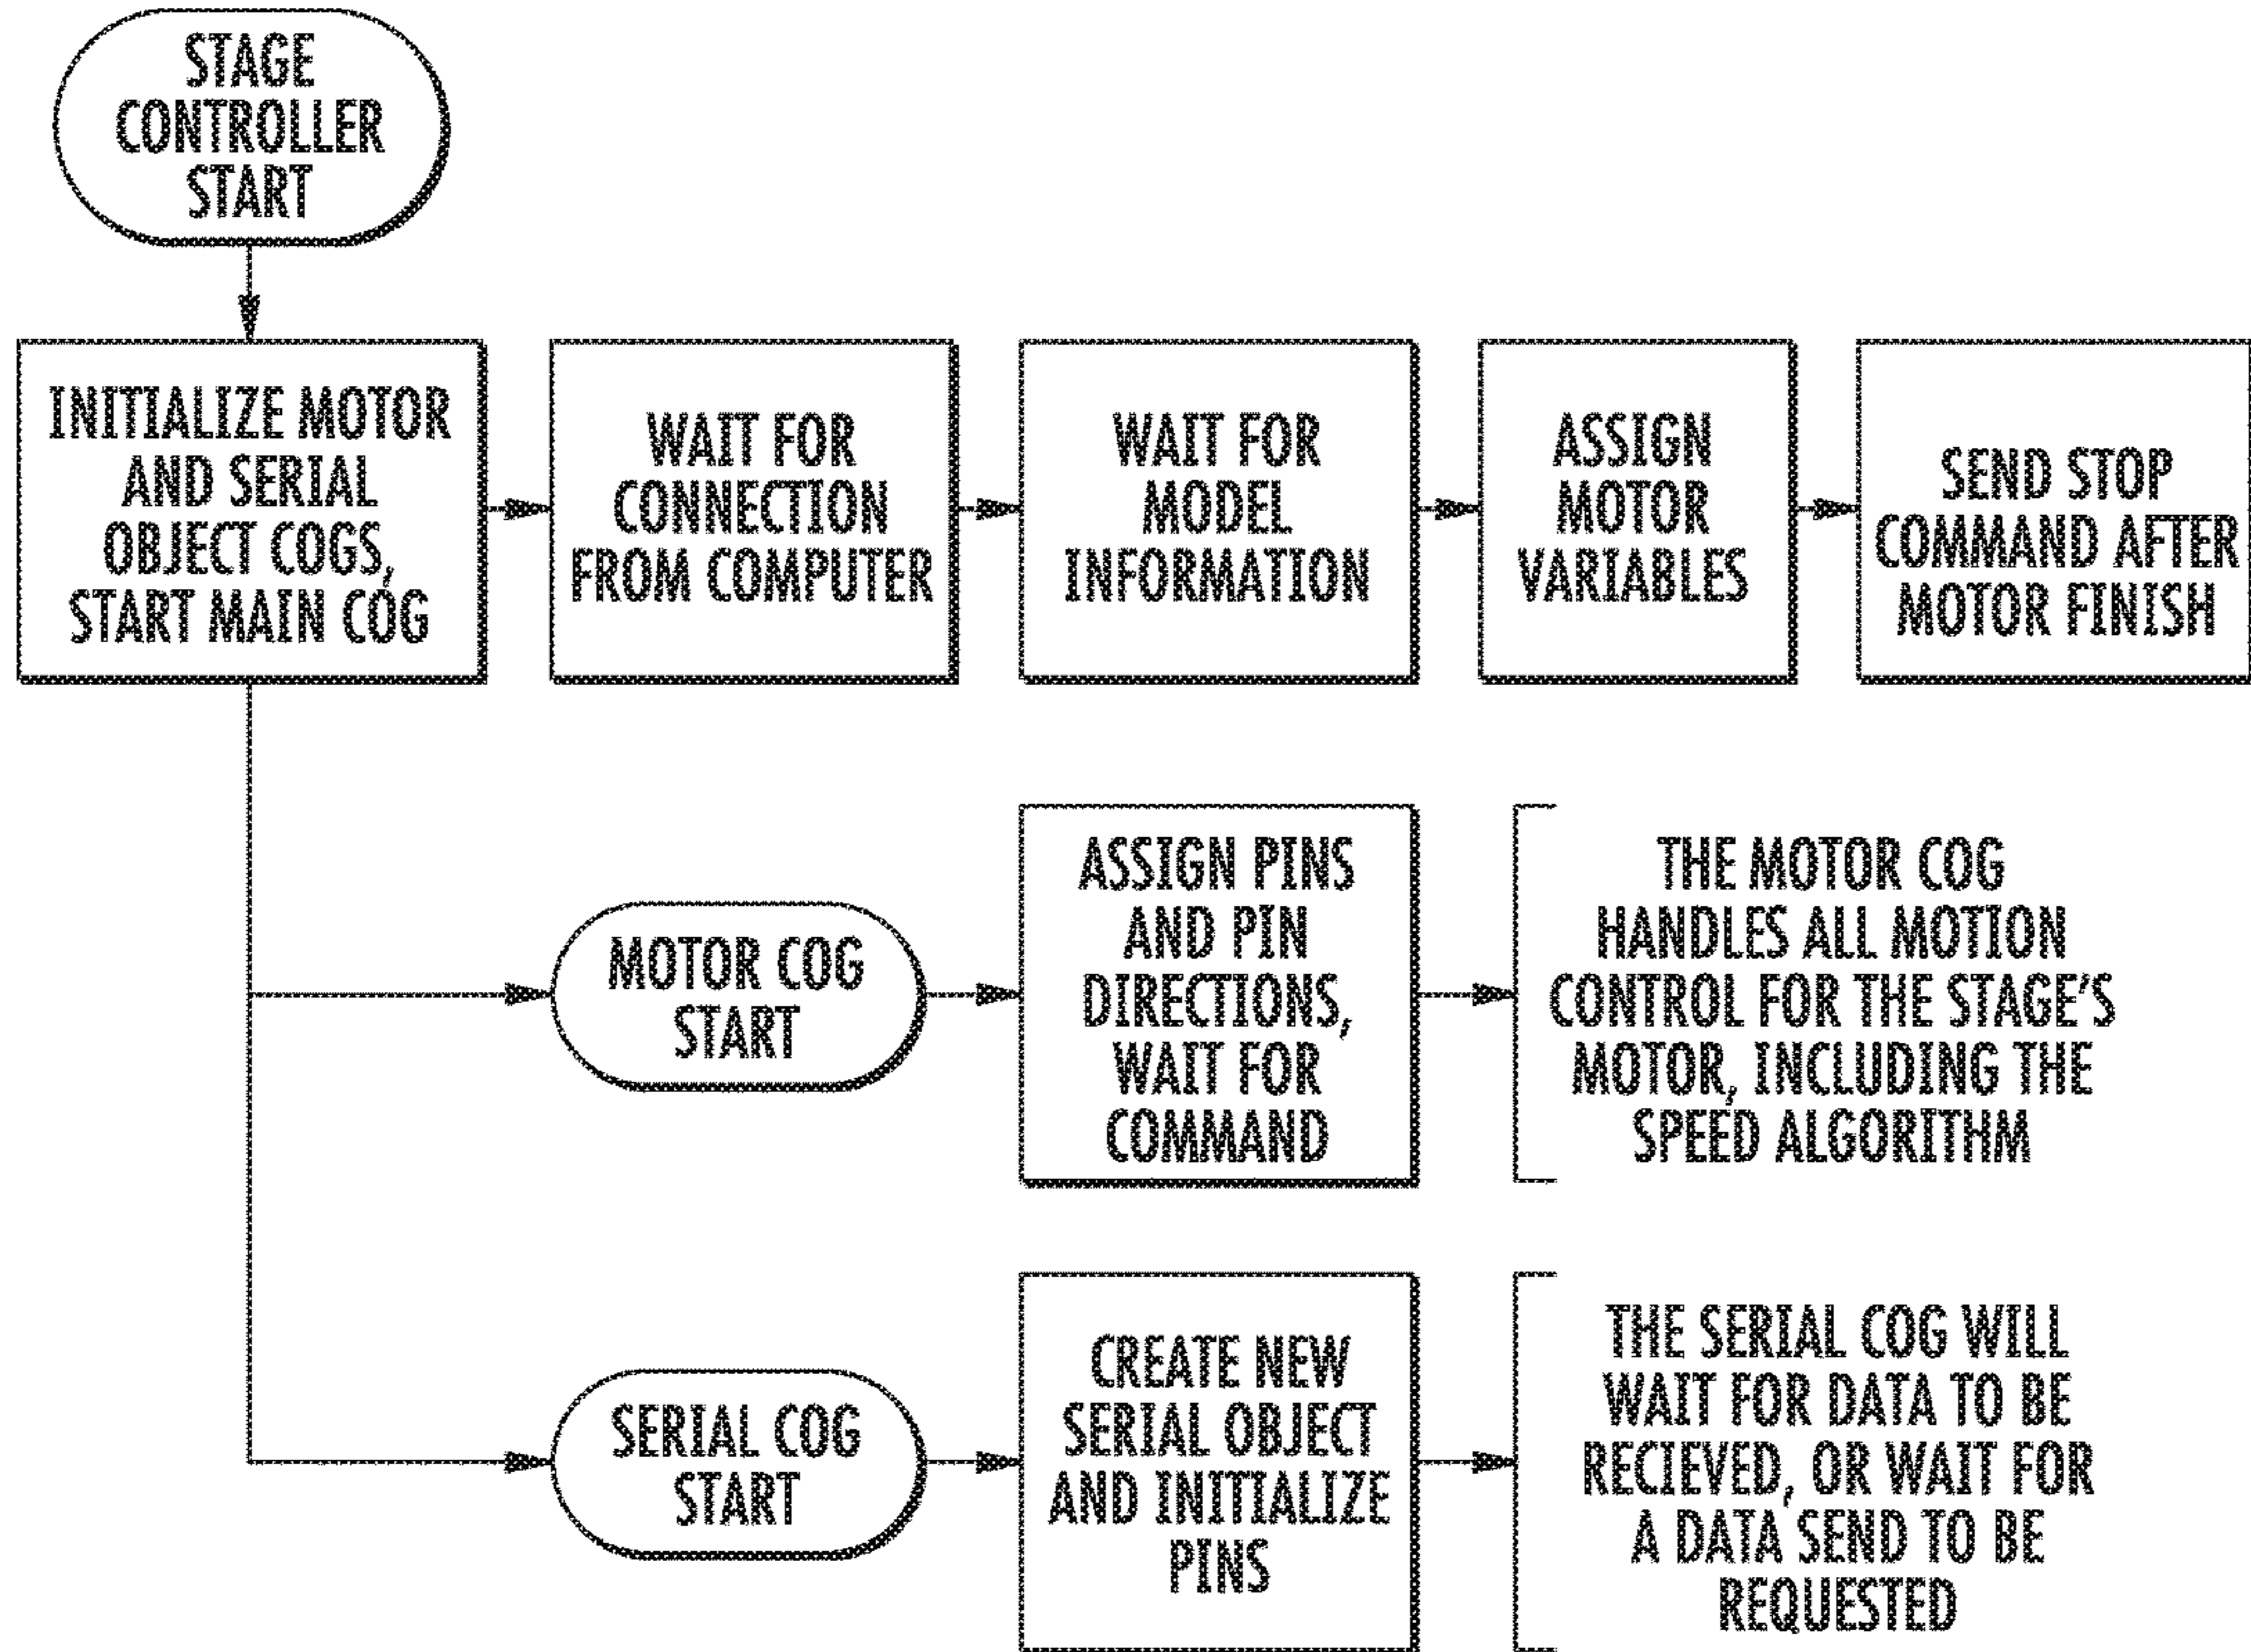 STAGE
CONTROLLER
START
INITIALIZE MOTOR
AND SERIAL
OBJECT COGS,
START MAIN COG
WAIT FOR
CONNECTION
FROM COMPUTER
WAIT FOR
MODEL
INFORMATION
ASSIGN
MOTOR
VARIABLES
SEND STOP
COMMAND AFTER
MOTOR FINISH
MOTOR COG
START
ASSIGN PINS
AND PIN
DIRECTIONS,
WAIT FOR
COMMAND
THE MOTOR COG
HANDLES ALL MOTION
CONTROL FOR THE STAGE'S
MOTOR, INCLUDING THE
SPEED ALGORITHM
SERIAL COG
START
CREATE NEW
SERIAL OBJECT
AND INITIALIZE
PINS
THE SERIAL COG WILL
WAIT FOR DATA TO BE
RECIEVED, OR WAIT FOR
A DATA SEND TO BE
REQUESTED